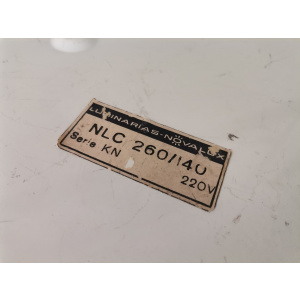 LUMINARIAS-NOVALUX
NLC 260/140
Serie KN
220V